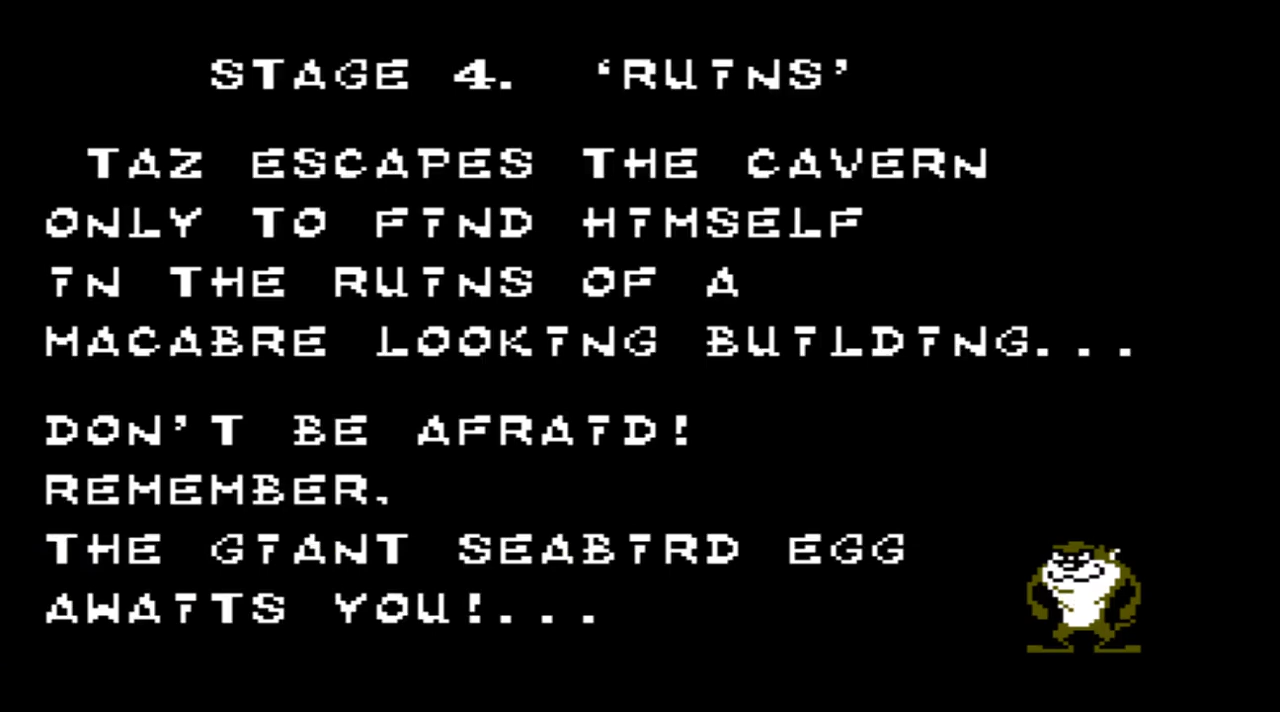 STAGE 4. ‘RUINS’
TAZ ESCAPES THE CAVERN
ONLY TO FIND HIMSELF
IN THE RUINS OF A
MACABRE LOOKING BUILDING...
DON’T BE AFRAID!
REMEMBER,
THE GIANT SEABIRD EGG
AWAITS YOU!...